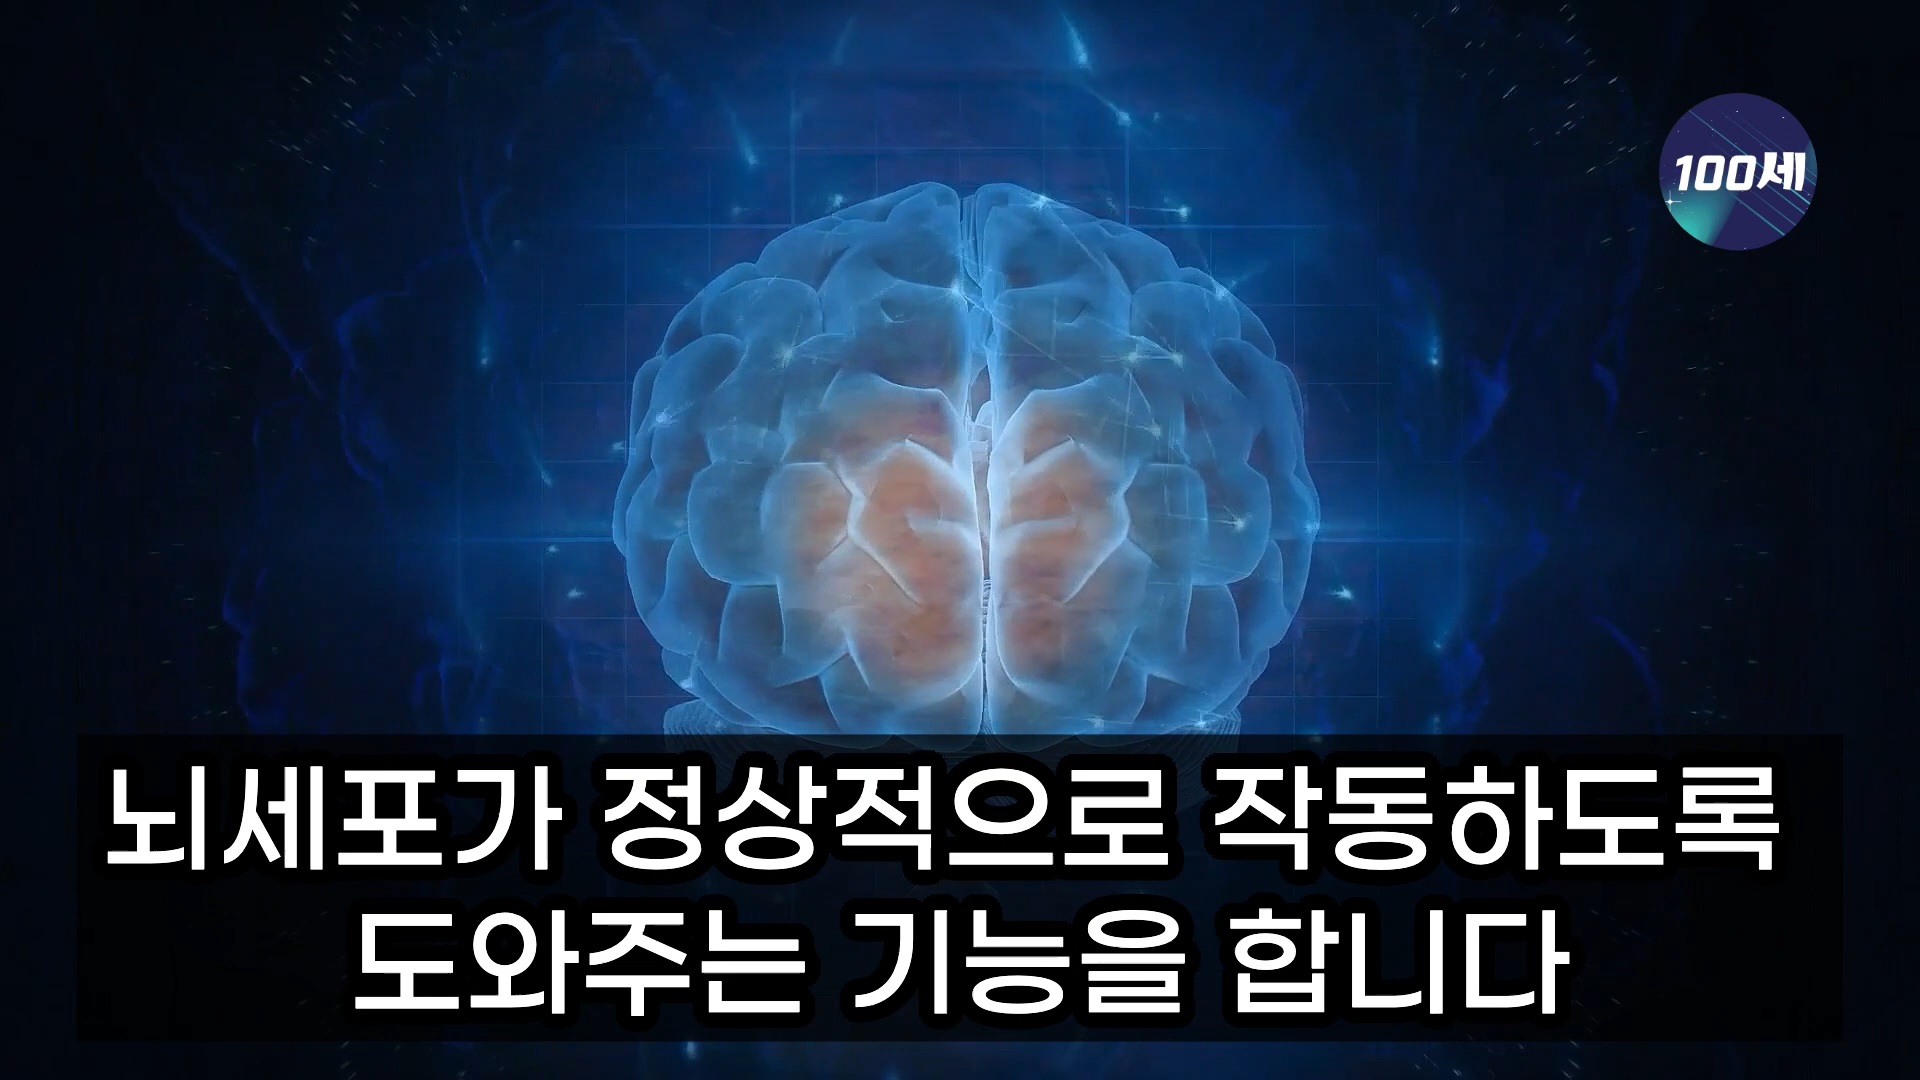 100세
뇌세포가 정상적으로 작동하도록
도와주는 기능을 합니다